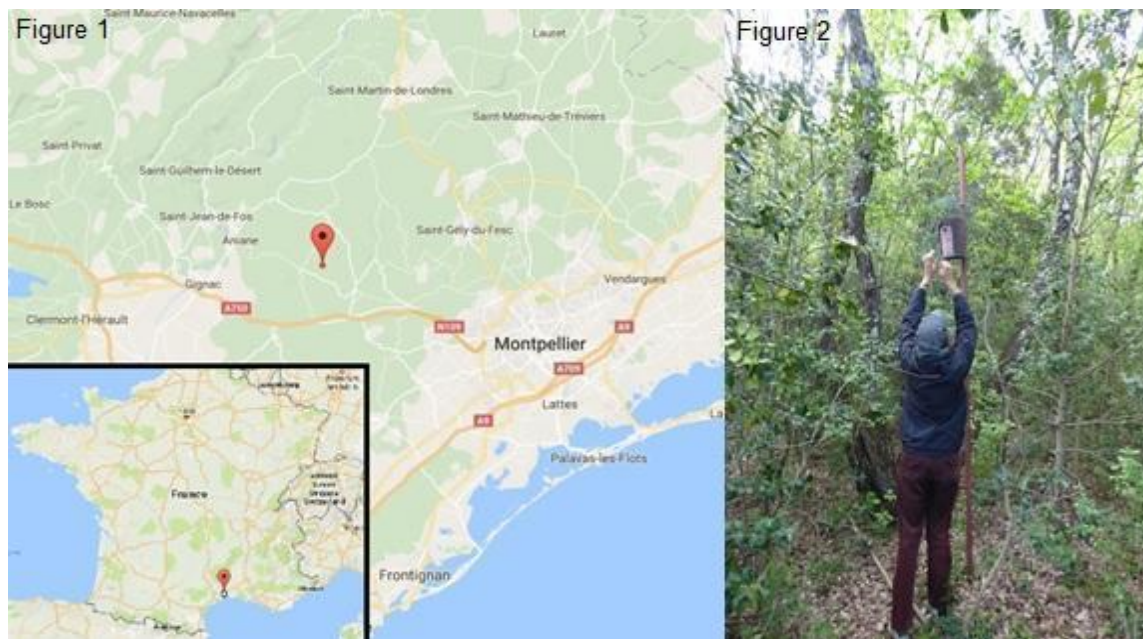 Figure 1
Saint-Maurice-Navacelles
Lauret
Saint-Martin-de-Londres
Saint-Mathieu-de-Tréviers
Saint-Privat
Saint-Guilhem-le-Désert
Le Bosc
Saint-Jean-de-Fos
Aniane
Saint-Gély-du-Fesc
Gignac
Vendargues
A750
Clermont-l'Hérault
N109
A9
Montpellier
A709
Lattes
A9
La
Palavas-les-Flots
Frontignan
France
Figure 2